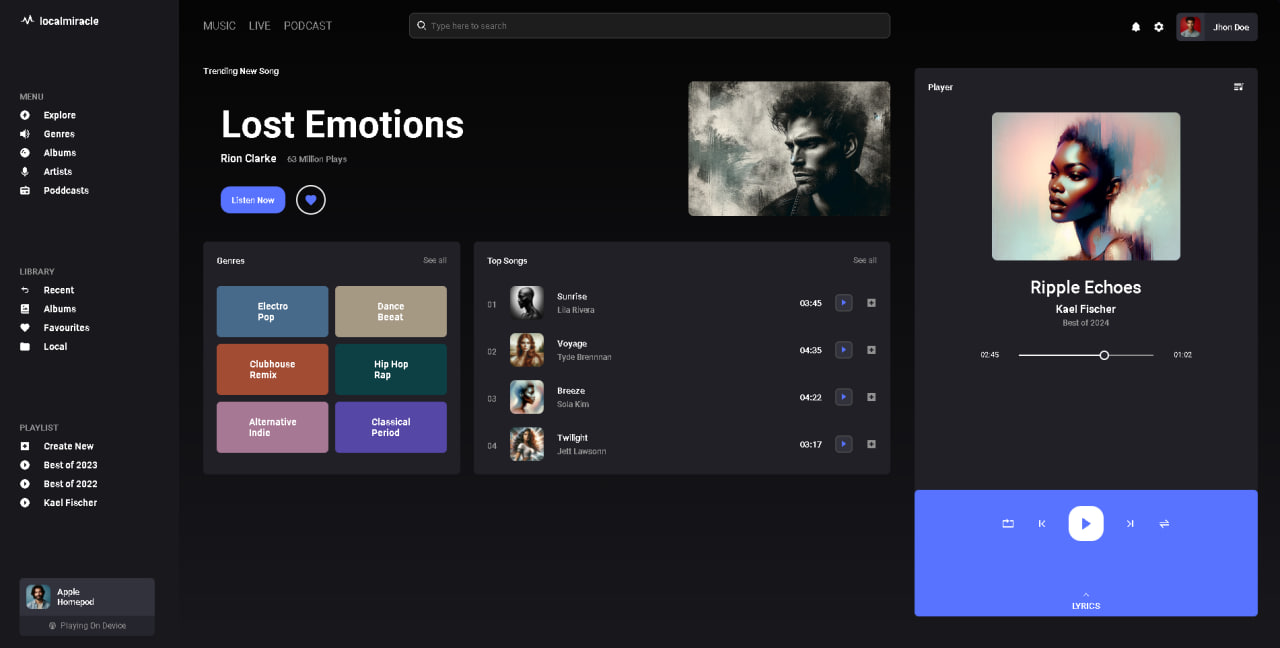 localmiracle
MENU
Explore
Genres
Albums
Artists
Poddcasts
LIBRARY
Recent
Albums
Favourites
Local
PLAYLIST
Create New
Best of 2023
Best of 2022
Kael Fischer
Apple
Homepod
Playing On Device
MUSIC LIVE PODCAST
Type here to search
Jhon Doe
Trending New Song
Lost Emotions
Rion Clarke 63 Million Plays
Listen Now
Genres See all
Electro
Pop
Dance
Beeat
Clubhouse
Remix
Hip Hop
Rap
Alternative
Indie
Classical
Period
Top Songs See all
01 Sunrise 03:45
Lila Rivera
02 Voyage 04:35
Tyde Brennnan
03 Breeze 04:22
Sola Kim
04 Twilight 03:17
Jett Lawsonn
Player
Ripple Echoes
Kael Fischer
Best of 2024
02:45 01:02
LYRICS